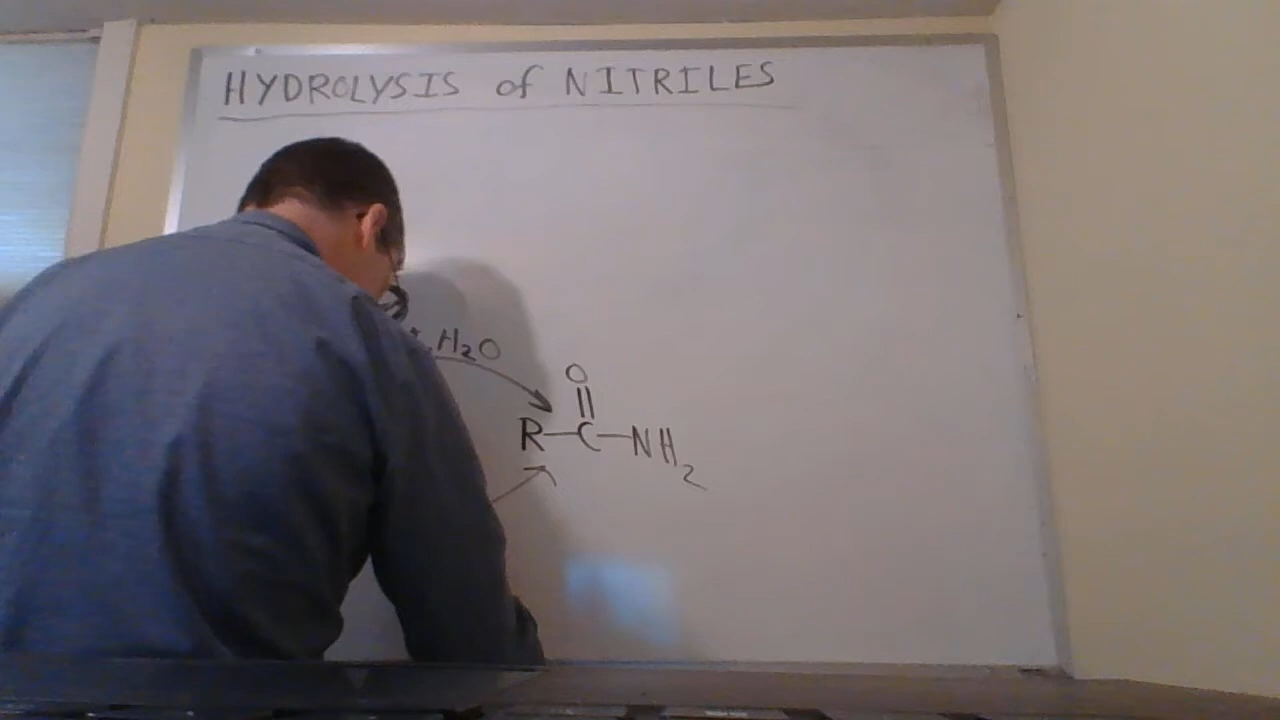 HYDROLYSIS of NITRILES
, H2O
O
R-C-NH2